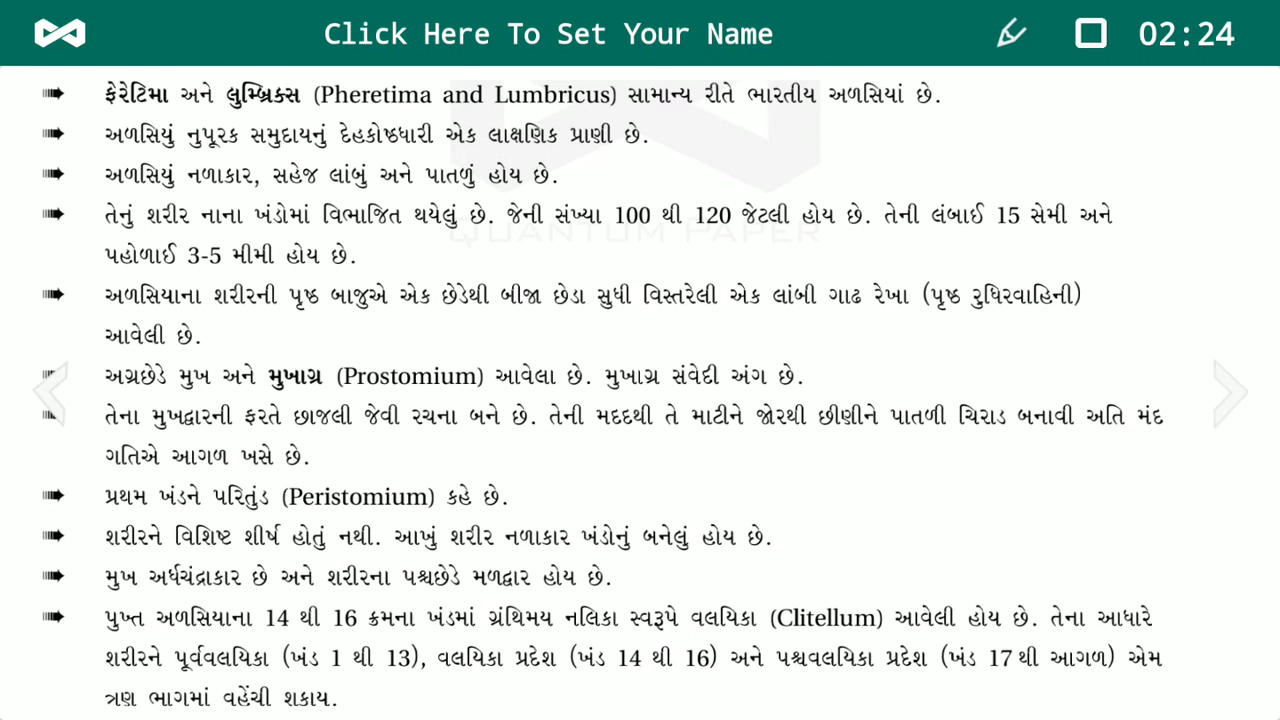 Click Here To Set Your Name
02:24
ફેરેટિમા અને લુમ્બ્રિક્સ (Pheretima and Lumbricus) સામાન્ય રીતે ભારતીય અળસિયાં છે.
અળસિયું નુપૂરક સમુદાયનું દેહકોષ્ઠધારી એક લાક્ષણિક પ્રાણી છે.
અળસિયું નળાકાર, સહેજ લાંબું અને પાતળું હોય છે.
તેનું શરીર નાના ખંડોમાં વિભાજિત થયેલું છે. જેની સંખ્યા 100 થી 120 જેટલી હોય છે. તેની લંબાઈ 15 સેમી અને
પહોળાઈ 3-5 મીમી હોય છે.
QUANTUM PAPER
અળસિયાના શરીરની પૃષ્ઠ બાજુએ એક છેડેથી બીજા છેડા સુધી વિસ્તરેલી એક લાંબી ગાઢ રેખા (પૃષ્ઠ રુધિરવાહિની)
આવેલી છે.
અગ્રછેડે મુખ અને મુખાગ્ર (Prostomium) આવેલા છે. મુખાગ્ર સંવેદી અંગ છે.
તેના મુખદ્વારની ફરતે છાજલી જેવી રચના બને છે. તેની મદદથી તે માટીને જોરથી છીણીને પાતળી ચિરાડ બનાવી અતિ મંદ
ગતિએ આગળ ખસે છે.
પ્રથમ ખંડને પરિતુંડ (Peristomium) કહે છે.
શરીરને વિશિષ્ટ શીર્ષ હોતું નથી. આખું શરીર નળાકાર ખંડોનું બનેલું હોય છે.
મુખ અર્ધચંદ્રાકાર છે અને શરીરના પશ્ચછેડે મળદ્વાર હોય છે.
પુખ્ત અળસિયાના 14 થી 16 ક્રમના ખંડમાં ગ્રંથિમય નલિકા સ્વરૂપે વલયિકા (Clitellum) આવેલી હોય છે. તેના આધારે
શરીરને પૂર્વવલયિકા (ખંડ 1 થી 13), વલયિકા પ્રદેશ (ખંડ 14 થી 16) અને પશ્ચવલયિકા પ્રદેશ (ખંડ 17 થી આગળ) એમ
ત્રણ ભાગમાં વહેંચી શકાય.